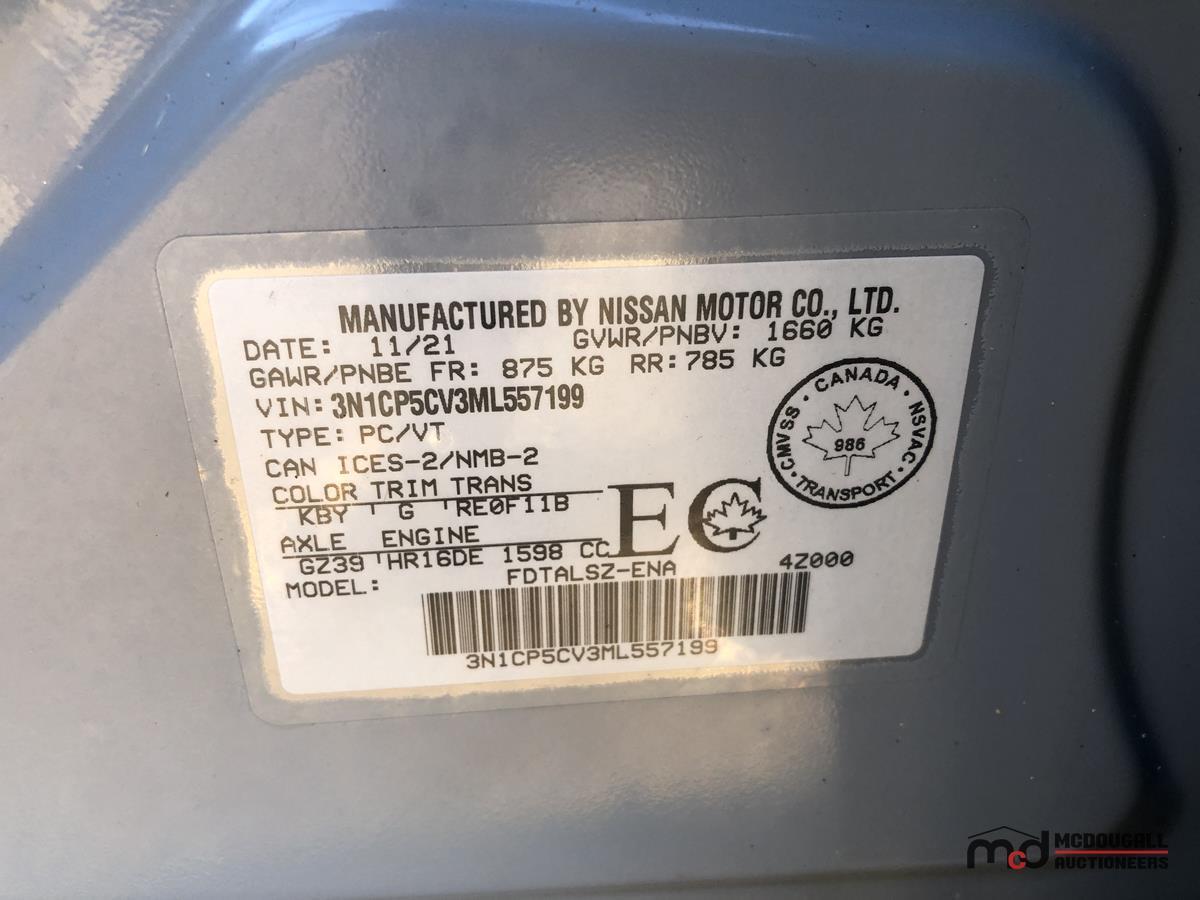 MANUFACTURED BY NISSAN MOTOR CO., LTD.
DATE: 11/21 GVWR/PNBV: 1660 KG
GAWR/PNBE FR: 875 KG RR: 785 KG
VIN: 3N1CP5CV3ML557199
TYPE: PC/VT
CAN ICES-2/NMB-2
COLOR TRIM TRANS
KBY G RE0F11B
AXLE ENGINE
GZ39 HR16DE 1598 CC
MODEL: FDTALSZ-ENA 4Z000
3N1CP5CV3ML557199
EC
CANADA
CMVSS · NSVAC
986
TRANSPORT
mcd MCDOUGALL
AUCTIONEERS